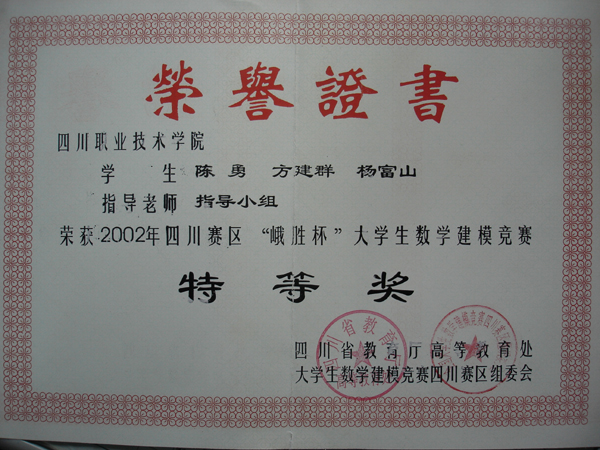 榮譽證書
四川职业技术学院
学 生 陈 勇 方建群 杨富山
指导老师 指导小组
荣获2002年四川赛区“峨胜杯”大学生数学建模竞赛
特等奖
四川省教育厅高等教育处
大学生数学建模竞赛四川赛区组委会